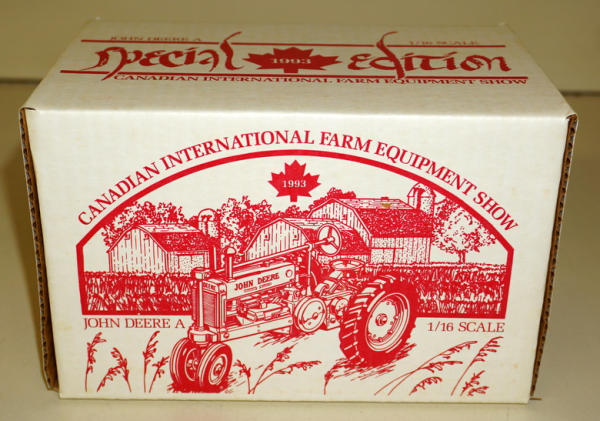 JOHN DEERE A 1/16 SCALE
Special 1993 Edition
CANADIAN INTERNATIONAL FARM EQUIPMENT SHOW
CANADIAN INTERNATIONAL FARM EQUIPMENT SHOW
1993
JOHN DEERE
JOHN DEERE A 1/16 SCALE